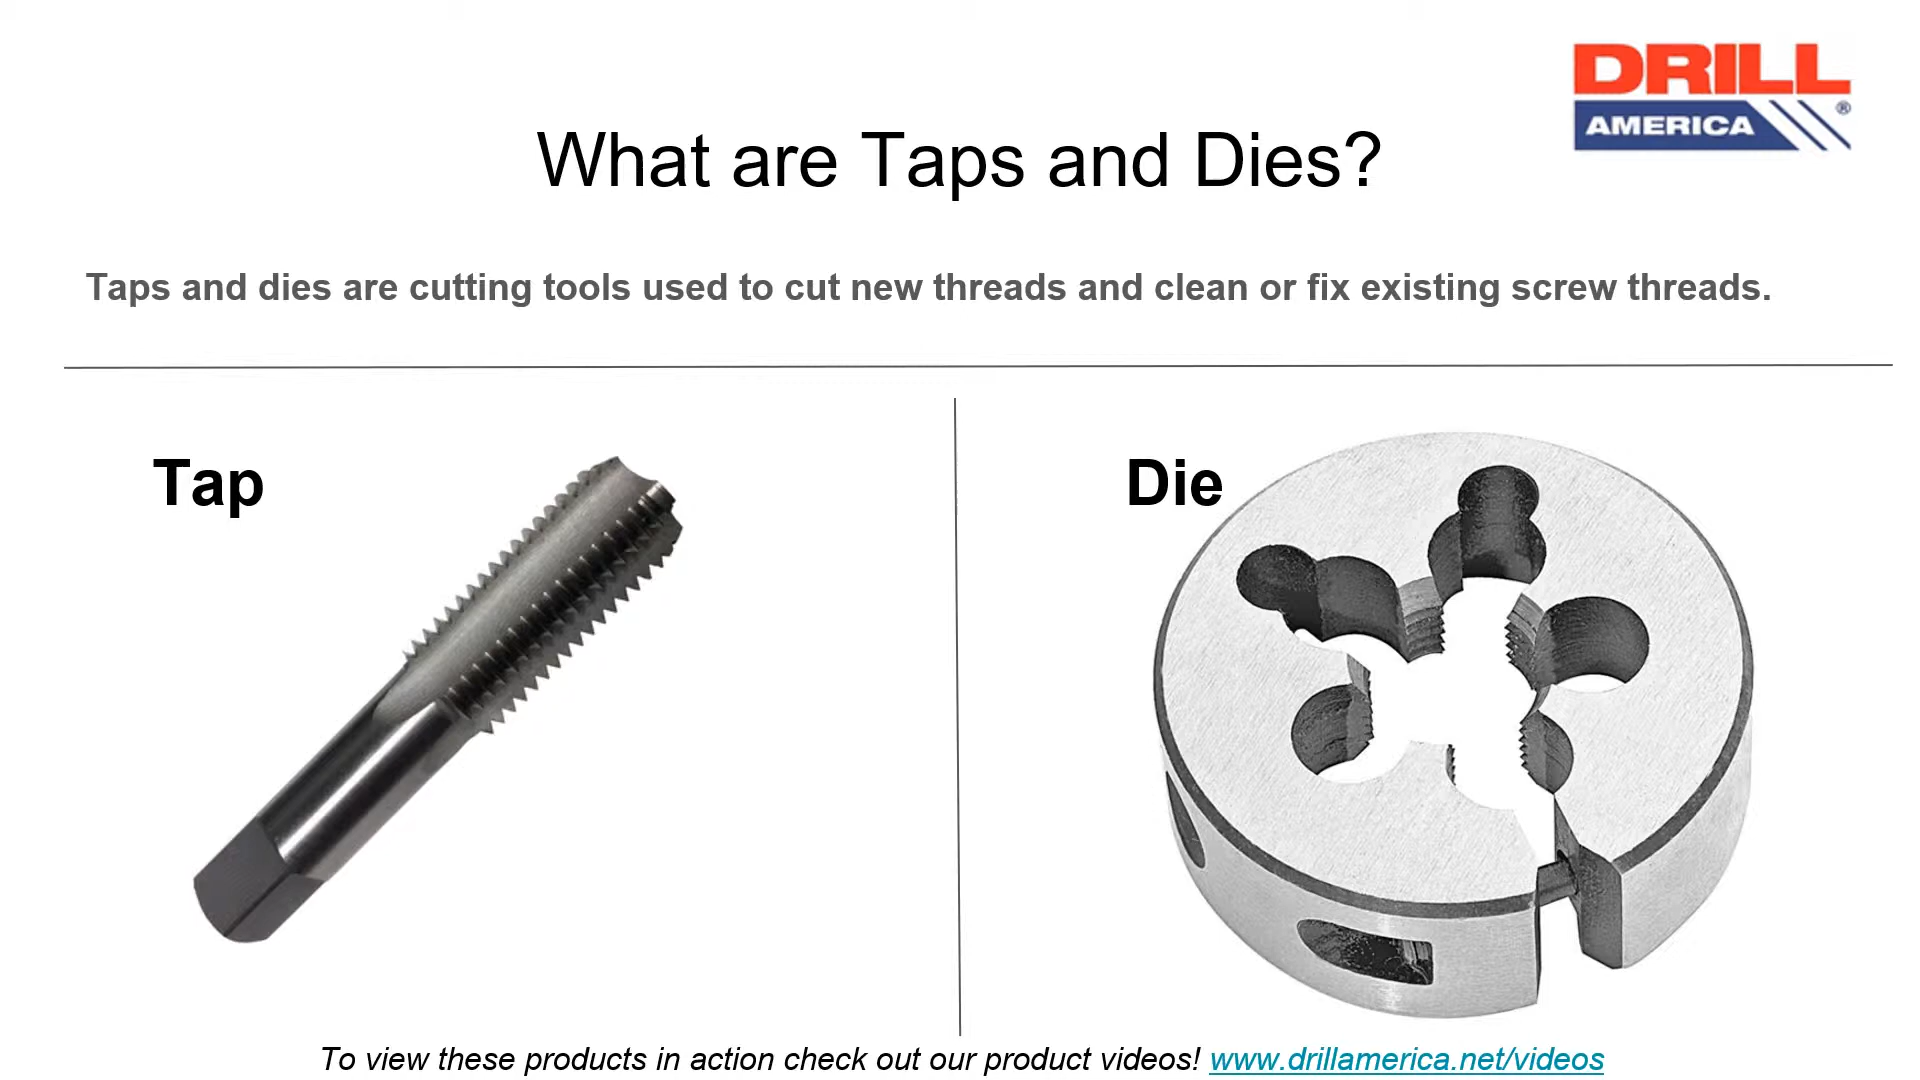 DRILL
AMERICA®
What are Taps and Dies?
Taps and dies are cutting tools used to cut new threads and clean or fix existing screw threads.
Tap
Die
To view these products in action check out our product videos! www.drillamerica.net/videos